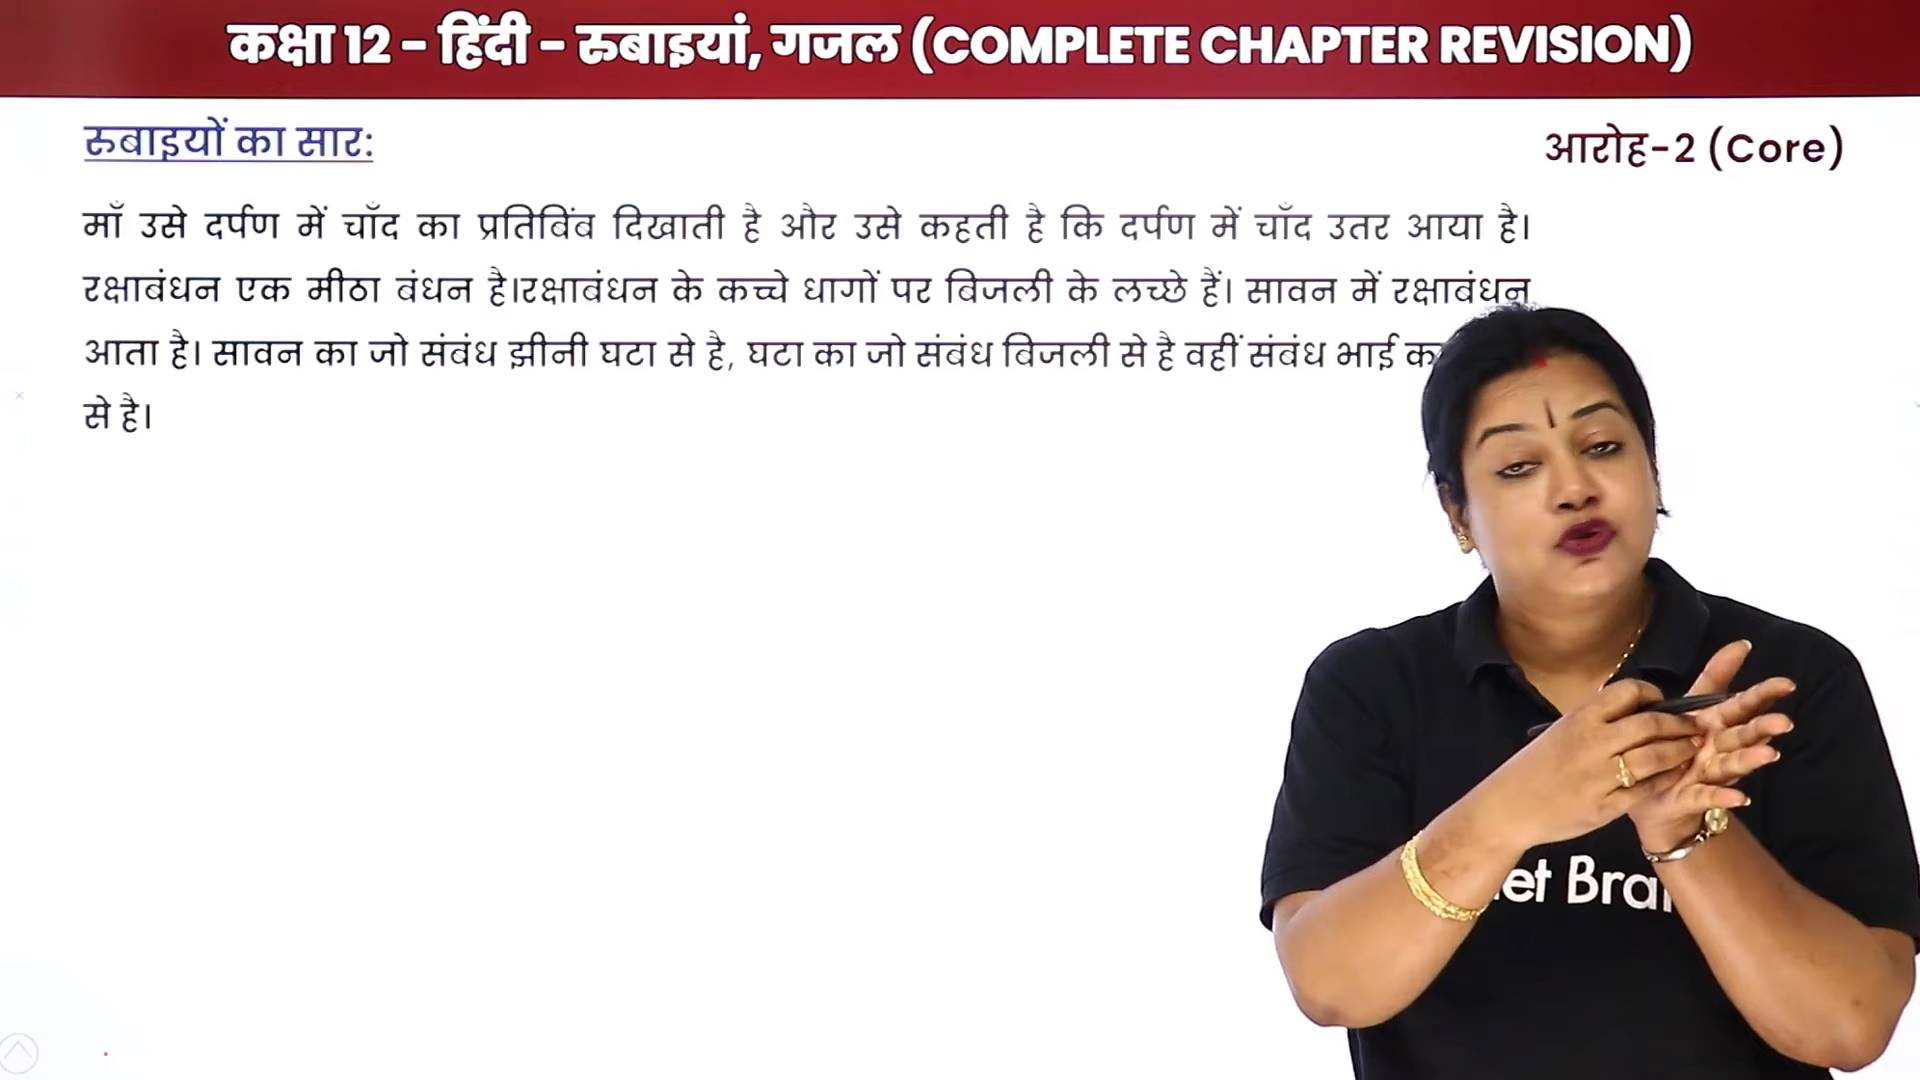 कक्षा 12 - हिंदी - रुबाइयां, गजल (COMPLETE CHAPTER REVISION)
रुबाइयों का सार:
आरोह-2 (Core)
माँ उसे दर्पण में चाँद का प्रतिबिंब दिखाती है और उसे कहती है कि दर्पण में चाँद उतर आया है।
रक्षाबंधन एक मीठा बंधन है।रक्षाबंधन के कच्चे धागों पर बिजली के लच्छे हैं। सावन में रक्षाबंधन
आता है। सावन का जो संबंध झीनी घटा से है, घटा का जो संबंध बिजली से है वहीं संबंध भाई
से है।